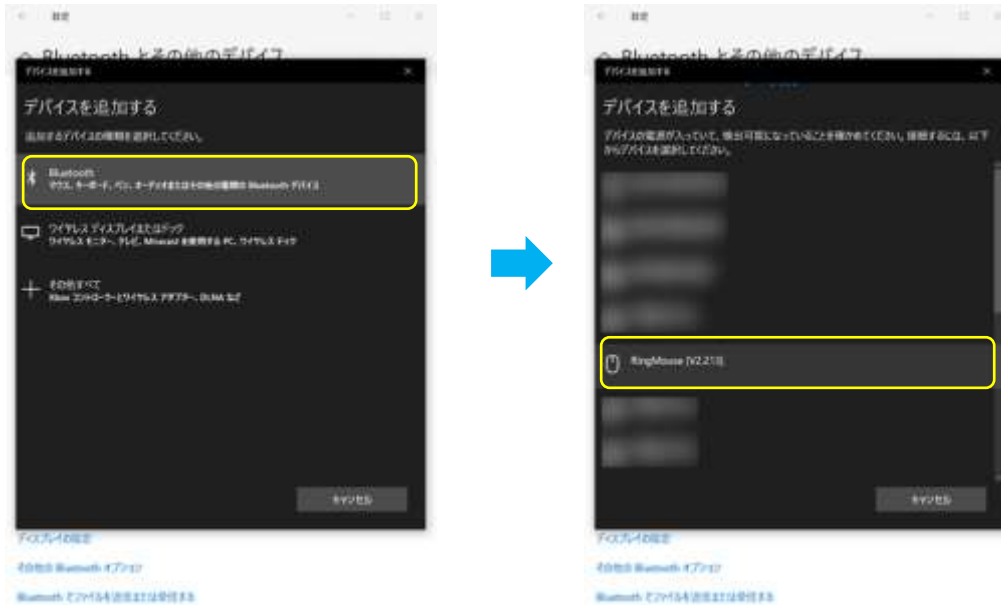 設定
Bluetooth とその他のデバイス
デバイスを追加する
デバイスを追加する
追加するデバイスの種類を選択してください。
Bluetooth
マウス、キーボード、ペン、オーディオまたはその他の種類の Bluetooth デバイス
ワイヤレス ディスプレイまたはドック
ワイヤレス モニター、テレビ、Miracast を使用する PC、ワイヤレス ドック
その他すべて
Xbox コントローラーとワイヤレス アダプター、DLNA など
キャンセル
ディスプレイの設定
その他の Bluetooth オプション
Bluetooth でファイルを送信または受信する
設定
Bluetooth とその他のデバイス
デバイスを追加する
デバイスを追加する
デバイスの電源が入っていて、検出可能になっていることを確かめてください。接続するには、以下
からデバイスを選択してください。
RingMouse
キャンセル
ディスプレイの設定
その他の Bluetooth オプション
Bluetooth でファイルを送信または受信する